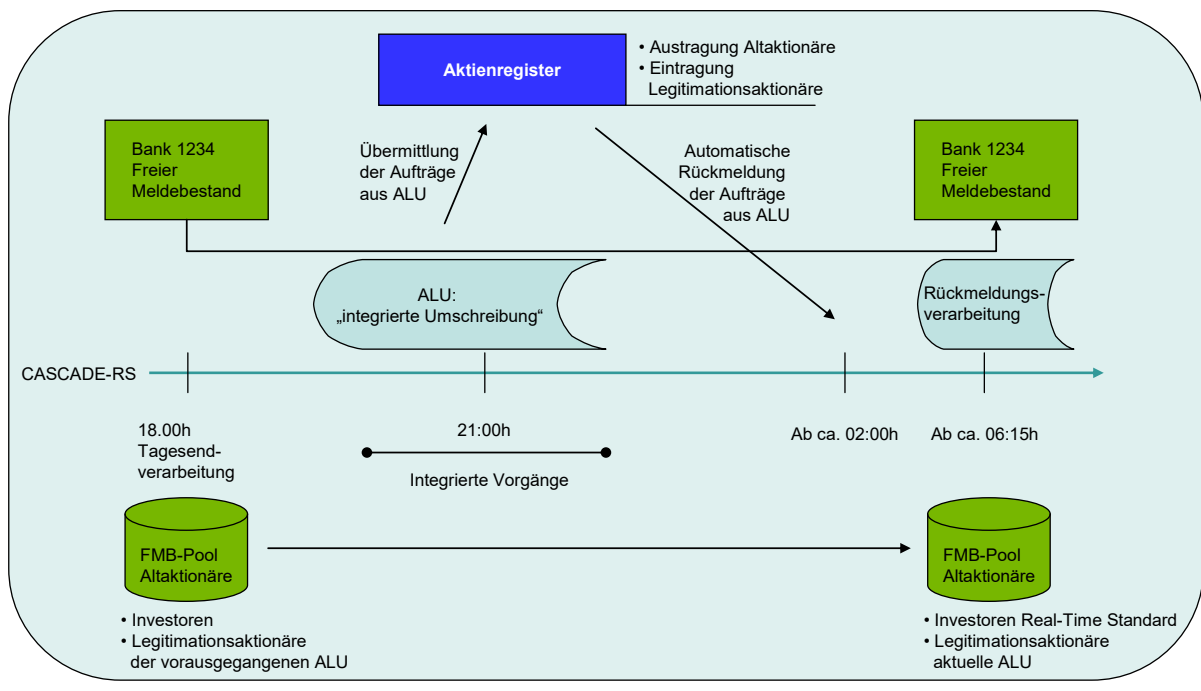 Aktienregister
• Austragung Altaktionäre
• Eintragung
Legitimationsaktionäre
Bank 1234
Freier
Meldebestand
Übermittlung
der Aufträge
aus ALU
Automatische
Rückmeldung
der Aufträge
aus ALU
Bank 1234
Freier
Meldebestand
ALU:
„integrierte Umschreibung“
Rückmeldungs-
verarbeitung
CASCADE-RS
18.00h
Tagesend-
verarbeitung
21:00h
Ab ca. 02:00h
Ab ca. 06:15h
Integrierte Vorgänge
FMB-Pool
Altaktionäre
• Investoren
• Legitimationsaktionäre
der vorausgegangenen ALU
FMB-Pool
Altaktionäre
• Investoren Real-Time Standard
• Legitimationsaktionäre
aktuelle ALU